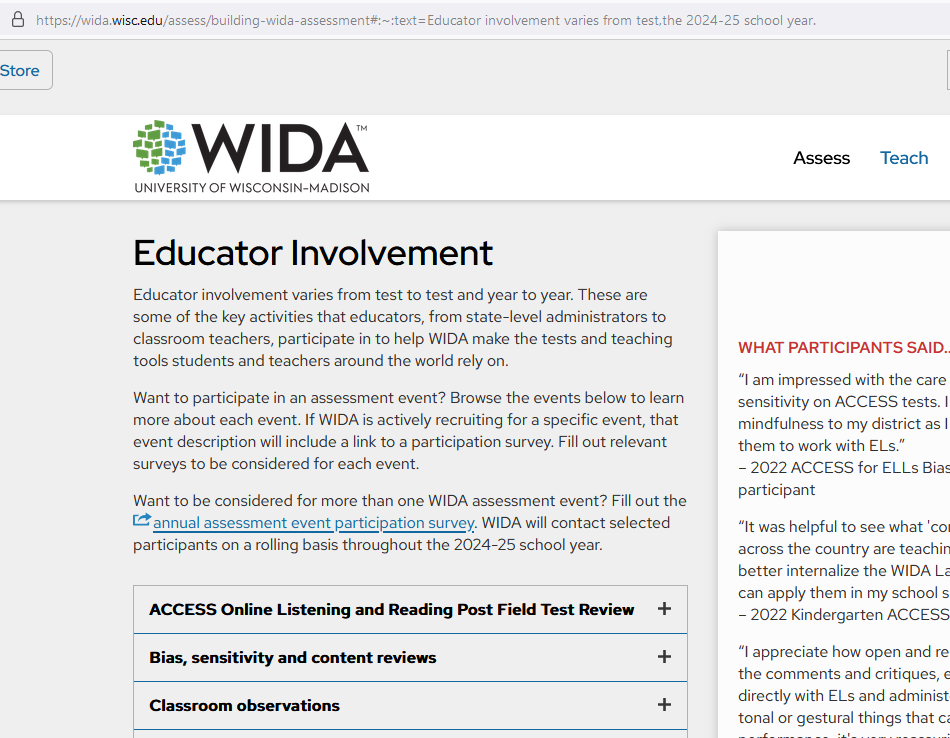 https://wida.wisc.edu/assess/building-wida-assessment#:~:text=Educator involvement varies from test,the 2024-25 school year.
Store
WIDA™
UNIVERSITY OF WISCONSIN–MADISON
Assess
Teach
Educator Involvement
Educator involvement varies from test to test and year to year. These are
some of the key activities that educators, from state-level administrators to
classroom teachers, participate in to help WIDA make the tests and teaching
tools students and teachers around the world rely on.
Want to participate in an assessment event? Browse the events below to learn
more about each event. If WIDA is actively recruiting for a specific event, that
event description will include a link to a participation survey. Fill out relevant
surveys to be considered for each event.
Want to be considered for more than one WIDA assessment event? Fill out the
annual assessment event participation survey. WIDA will contact selected
participants on a rolling basis throughout the 2024-25 school year.
ACCESS Online Listening and Reading Post Field Test Review +
Bias, sensitivity and content reviews +
Classroom observations +
WHAT PARTICIPANTS SAID..
“I am impressed with the care
sensitivity on ACCESS tests. I
mindfulness to my district as I
them to work with ELs.”
– 2022 ACCESS for ELLs Bias
participant
“It was helpful to see what 'cor
across the country are teachin
better internalize the WIDA La
can apply them in my school s
– 2022 Kindergarten ACCESS
“I appreciate how open and re
the comments and critiques, e
directly with ELs and administ
tonal or gestural things that ca